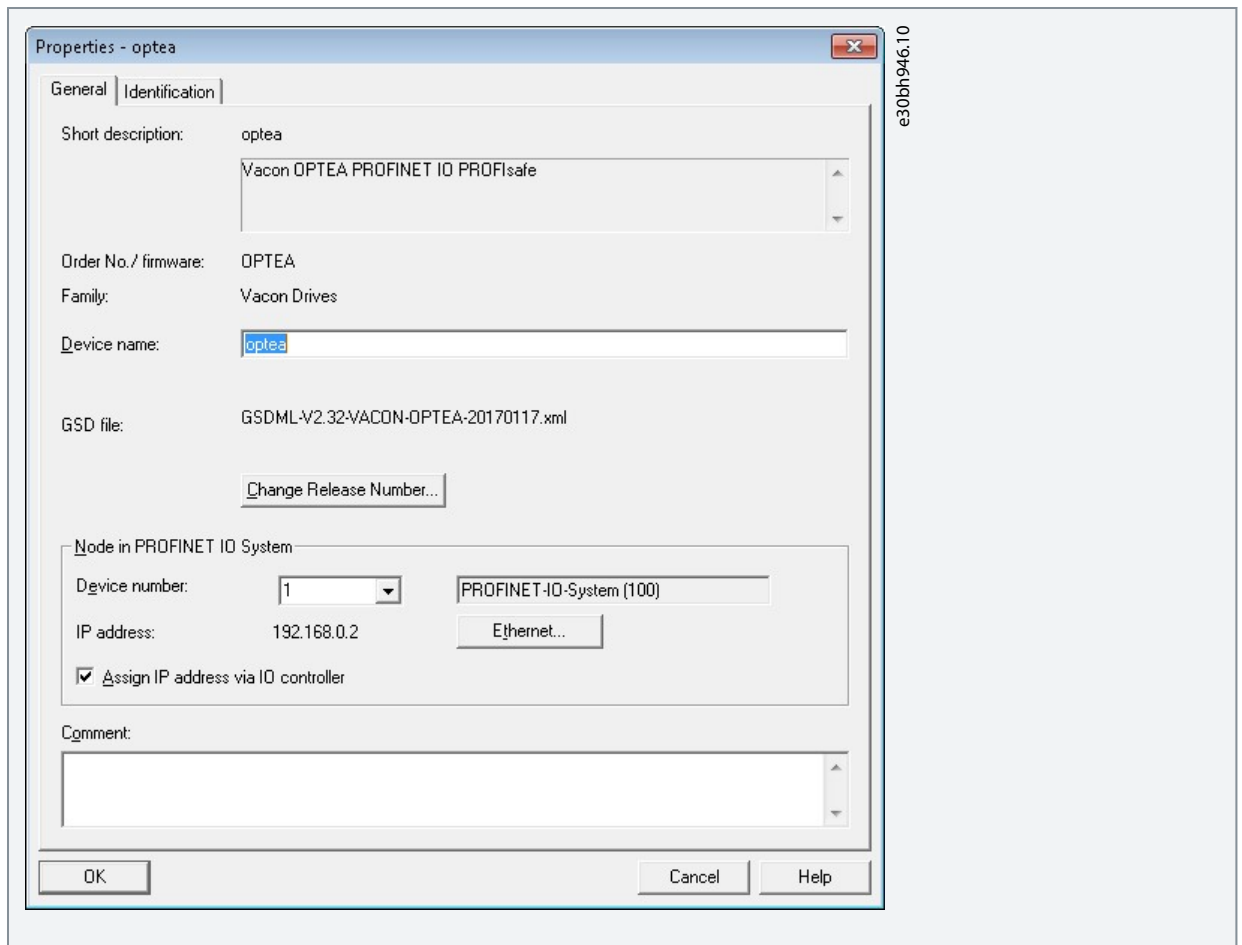 Properties - optea
General
Identification
Short description: optea
Vacon OPTEA PROFINET IO PROFIsafe
Order No./ firmware: OPTEA
Family: Vacon Drives
Device name: optea
GSD file: GSDML-V2.32-VACON-OPTEA-20170117.xml
Change Release Number...
Node in PROFINET IO System
Device number: 1 PROFINET-IO-System (100)
IP address: 192.168.0.2 Ethernet...
Assign IP address via IO controller
Comment:
OK Cancel Help
e30bh946.10